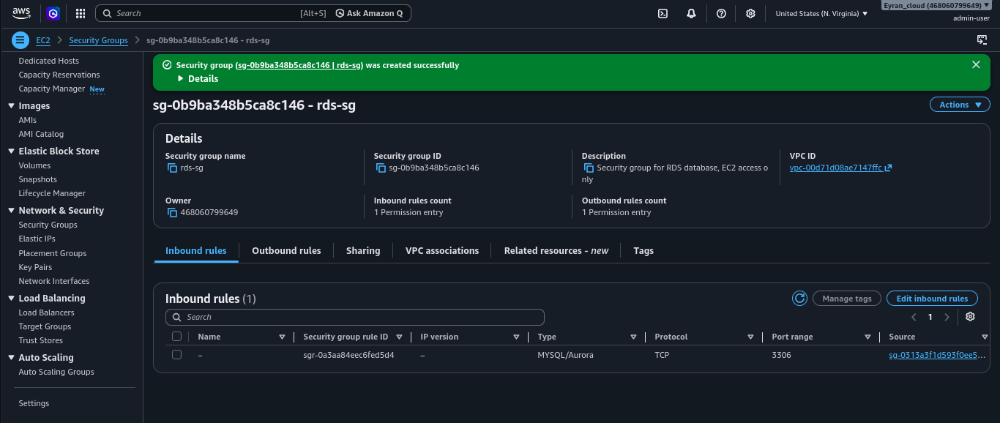 aws
Search [Alt+S] Ask Amazon Q
United States (N. Virginia)
Eyran_cloud (468060799649)
admin-user
EC2 > Security Groups > sg-0b9ba348b5ca8c146 - rds-sg
Dedicated Hosts
Capacity Reservations
Capacity Manager New
Images
AMIs
AMI Catalog
Elastic Block Store
Volumes
Snapshots
Lifecycle Manager
Network & Security
Security Groups
Elastic IPs
Placement Groups
Key Pairs
Network Interfaces
Load Balancing
Load Balancers
Target Groups
Trust Stores
Auto Scaling
Auto Scaling Groups
Settings
Security group (sg-0b9ba348b5ca8c146 | rds-sg) was created successfully
Details
sg-0b9ba348b5ca8c146 - rds-sg
Actions
Details
Security group name
rds-sg
Security group ID
sg-0b9ba348b5ca8c146
Description
Security group for RDS database, EC2 access o
nly
VPC ID
vpc-00d71d08ae7147ffc
Owner
468060799649
Inbound rules count
1 Permission entry
Outbound rules count
1 Permission entry
Inbound rules Outbound rules Sharing VPC associations Related resources - new Tags
Inbound rules (1)
Manage tags Edit inbound rules
Search
1
Name Security group rule ID IP version Type Protocol Port range Source
– sgr-0a3aa84eec6fed5d4 – MYSQL/Aurora TCP 3306 sg-0313a3f1d593f0ee5...